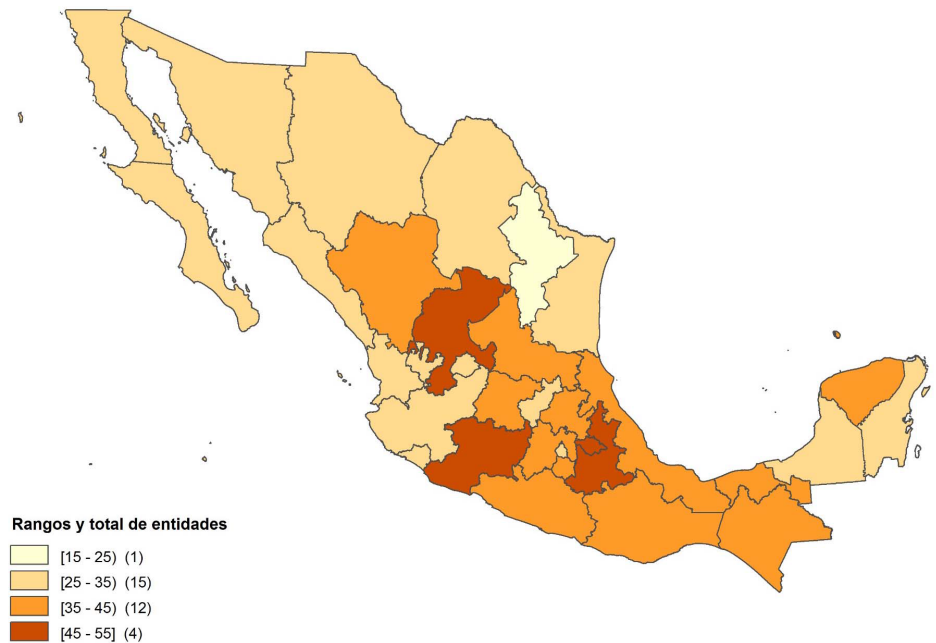 Rangos y total de entidades
[15 - 25) (1)
[25 - 35) (15)
[35 - 45) (12)
[45 - 55] (4)